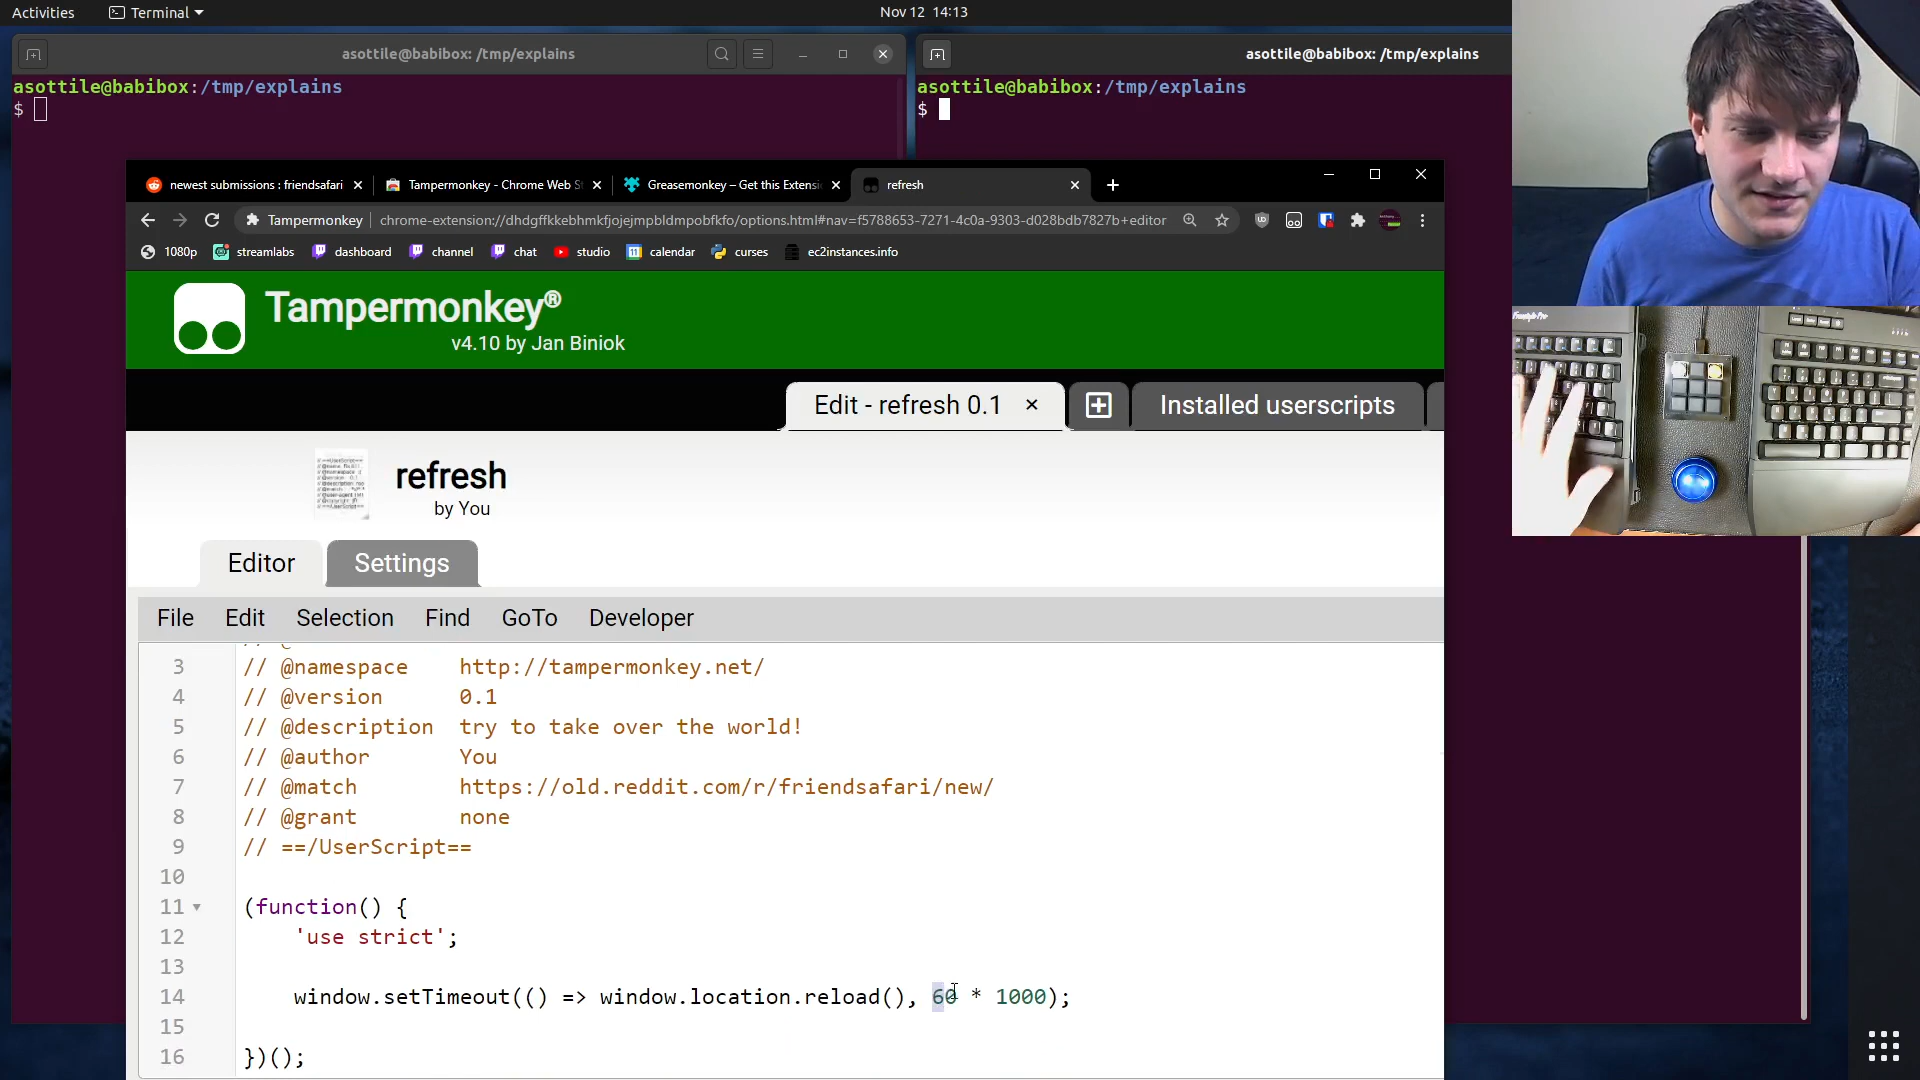 Activities
Terminal
Nov 12 14:13
asottile@babibox: /tmp/explains
asottile@babibox: /tmp/explains
asottile@babibox:/tmp/explains
$
asottile@babibox:/tmp/explains
$
newest submissions : friendsafari
Tampermonkey - Chrome Web S
Greasemonkey – Get this Extensi
refresh
Tampermonkey
chrome-extension://dhdgffkkebhmkfjojejmpbldmpobfkfo/options.html#nav=f5788653-7271-4c0a-9303-d028bdb7827b+editor
1080p
streamlabs
dashboard
channel
chat
studio
calendar
curses
ec2instances.info
Tampermonkey®
v4.10 by Jan Biniok
Edit - refresh 0.1
Installed userscripts
refresh
by You
Editor
Settings
File
Edit
Selection
Find
GoTo
Developer
3 // @namespace http://tampermonkey.net/
4 // @version 0.1
5 // @description try to take over the world!
6 // @author You
7 // @match https://old.reddit.com/r/friendsafari/new/
8 // @grant none
9 // ==/UserScript==
10
11 (function() {
12 'use strict';
13
14 window.setTimeout(() => window.location.reload(), 60 * 1000);
15
16 })();